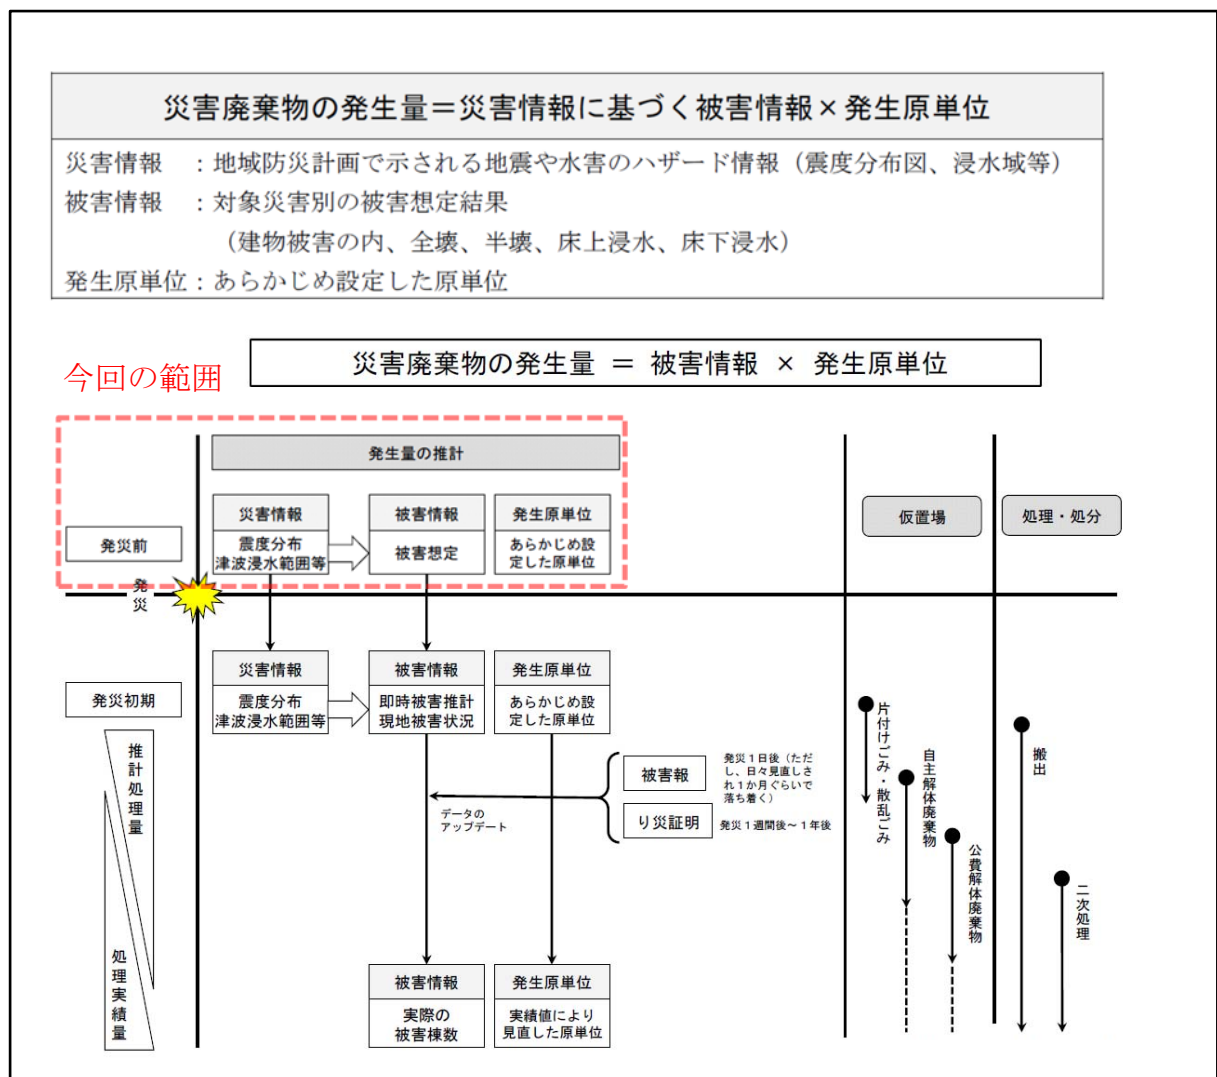 災害廃棄物の発生量＝災害情報に基づく被害情報×発生原単位
災害情報　：地域防災計画で示される地震や水害のハザード情報（震度分布図、浸水域等）
被害情報　：対象災害別の被害想定結果
（建物被害の内、全壊、半壊、床上浸水、床下浸水）
発生原単位：あらかじめ設定した原単位
災害廃棄物の発生量 ＝ 被害情報 × 発生原単位
今回の範囲
発生量の推計
災害情報
震度分布
津波浸水範囲等
被害情報
被害想定
発生原単位
あらかじめ設
定した原単位
仮置場
処理・処分
発災前
発災
災害情報
震度分布
津波浸水範囲等
被害情報
即時被害推計
現地被害状況
発生原単位
あらかじめ設
定した原単位
発災初期
推計処理量
処理実績量
データの
アップデート
被害報
発災１日後（ただ
し、日々見直しさ
れ１か月ぐらいで
落ち着く）
り災証明
発災１週間後～１年後
片付けごみ・散乱ごみ
自主解体廃棄物
公費解体廃棄物
搬出
二次処理
被害情報
実際の
被害棟数
発生原単位
実績値により
見直した原単位